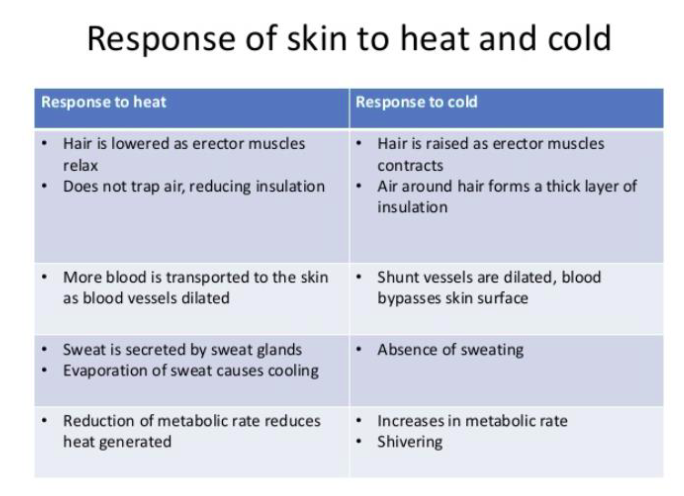 Response of skin to heat and cold
Response to heat
Response to cold
• Hair is lowered as erector muscles
relax
• Does not trap air, reducing insulation
• Hair is raised as erector muscles
contracts
• Air around hair forms a thick layer of
insulation
• More blood is transported to the skin
as blood vessels dilated
• Shunt vessels are dilated, blood
bypasses skin surface
• Sweat is secreted by sweat glands
• Evaporation of sweat causes cooling
• Absence of sweating
• Reduction of metabolic rate reduces
heat generated
• Increases in metabolic rate
• Shivering